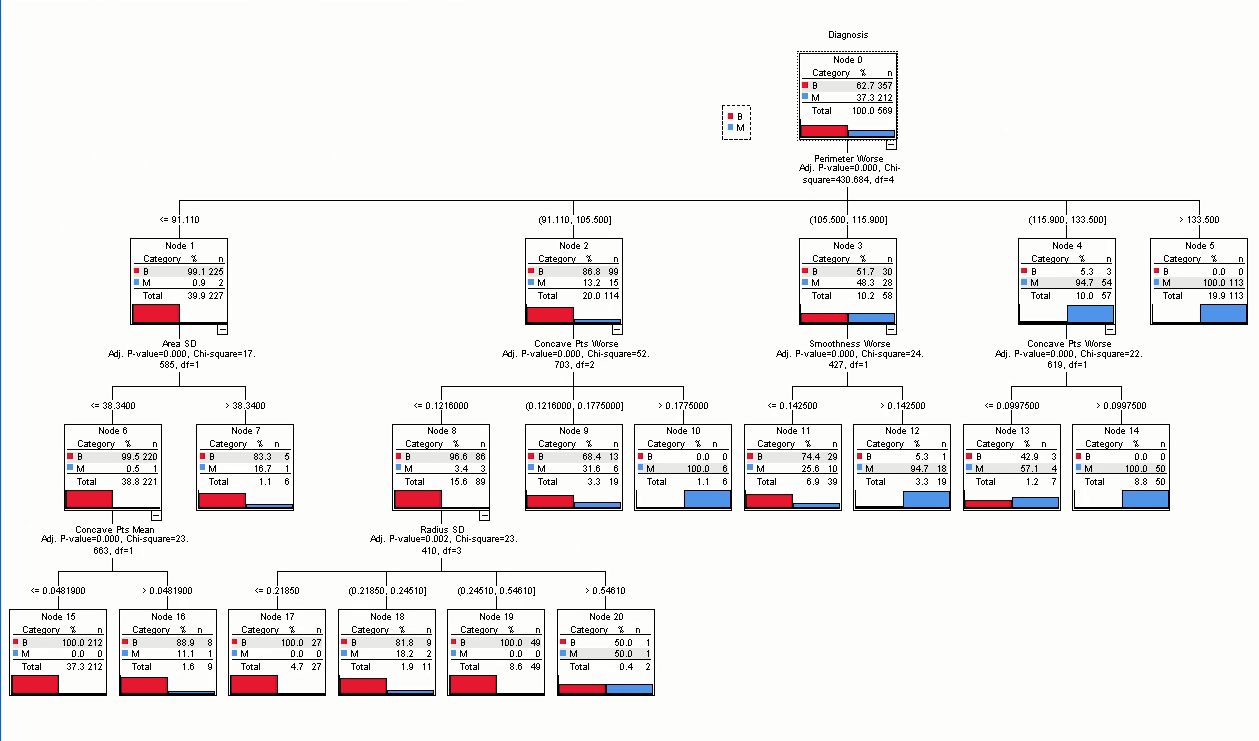 Diagnosis
Node 0
Category % n
B 62.7 357
M 37.3 212
Total 100.0 569
B
M
Perimeter Worse
Adj. P-value=0.000, Chi-
square=430.684, df=4
<= 91.110
(91.110, 105.500]
(105.500, 115.900]
(115.900, 133.500]
> 133.500
Node 1
Category % n
B 99.1 225
M 0.9 2
Total 39.9 227
Node 2
Category % n
B 86.8 99
M 13.2 15
Total 20.0 114
Node 3
Category % n
B 51.7 30
M 48.3 28
Total 10.2 58
Node 4
Category % n
B 5.3 3
M 94.7 54
Total 10.0 57
Node 5
Category % n
B 0.0 0
M 100.0 113
Total 19.9 113
Area SD
Adj. P-value=0.000, Chi-square=17.
585, df=1
Concave Pts Worse
Adj. P-value=0.000, Chi-square=52.
703, df=2
Smoothness Worse
Adj. P-value=0.000, Chi-square=24.
427, df=1
Concave Pts Worse
Adj. P-value=0.000, Chi-square=22.
619, df=1
<= 38.3400
> 38.3400
<= 0.1216000
(0.1216000, 0.1775000]
> 0.1775000
<= 0.142500
> 0.142500
<= 0.0997500
> 0.0997500
Node 6
Category % n
B 99.5 220
M 0.5 1
Total 38.8 221
Node 7
Category % n
B 83.3 5
M 16.7 1
Total 1.1 6
Node 8
Category % n
B 96.6 86
M 3.4 3
Total 15.6 89
Node 9
Category % n
B 68.4 13
M 31.6 6
Total 3.3 19
Node 10
Category % n
B 0.0 0
M 100.0 6
Total 1.1 6
Node 11
Category % n
B 74.4 29
M 25.6 10
Total 6.9 39
Node 12
Category % n
B 5.3 1
M 94.7 18
Total 3.3 19
Node 13
Category % n
B 42.9 3
M 57.1 4
Total 1.2 7
Node 14
Category % n
B 0.0 0
M 100.0 50
Total 8.8 50
Concave Pts Mean
Adj. P-value=0.000, Chi-square=23.
663, df=1
Radius SD
Adj. P-value=0.002, Chi-square=23.
410, df=3
<= 0.0481900
> 0.0481900
<= 0.21850
(0.21850, 0.24510]
(0.24510, 0.54610]
> 0.54610
Node 15
Category % n
B 100.0 212
M 0.0 0
Total 37.3 212
Node 16
Category % n
B 88.9 8
M 11.1 1
Total 1.6 9
Node 17
Category % n
B 100.0 27
M 0.0 0
Total 4.7 27
Node 18
Category % n
B 81.8 9
M 18.2 2
Total 1.9 11
Node 19
Category % n
B 100.0 49
M 0.0 0
Total 8.6 49
Node 20
Category % n
B 50.0 1
M 50.0 1
Total 0.4 2